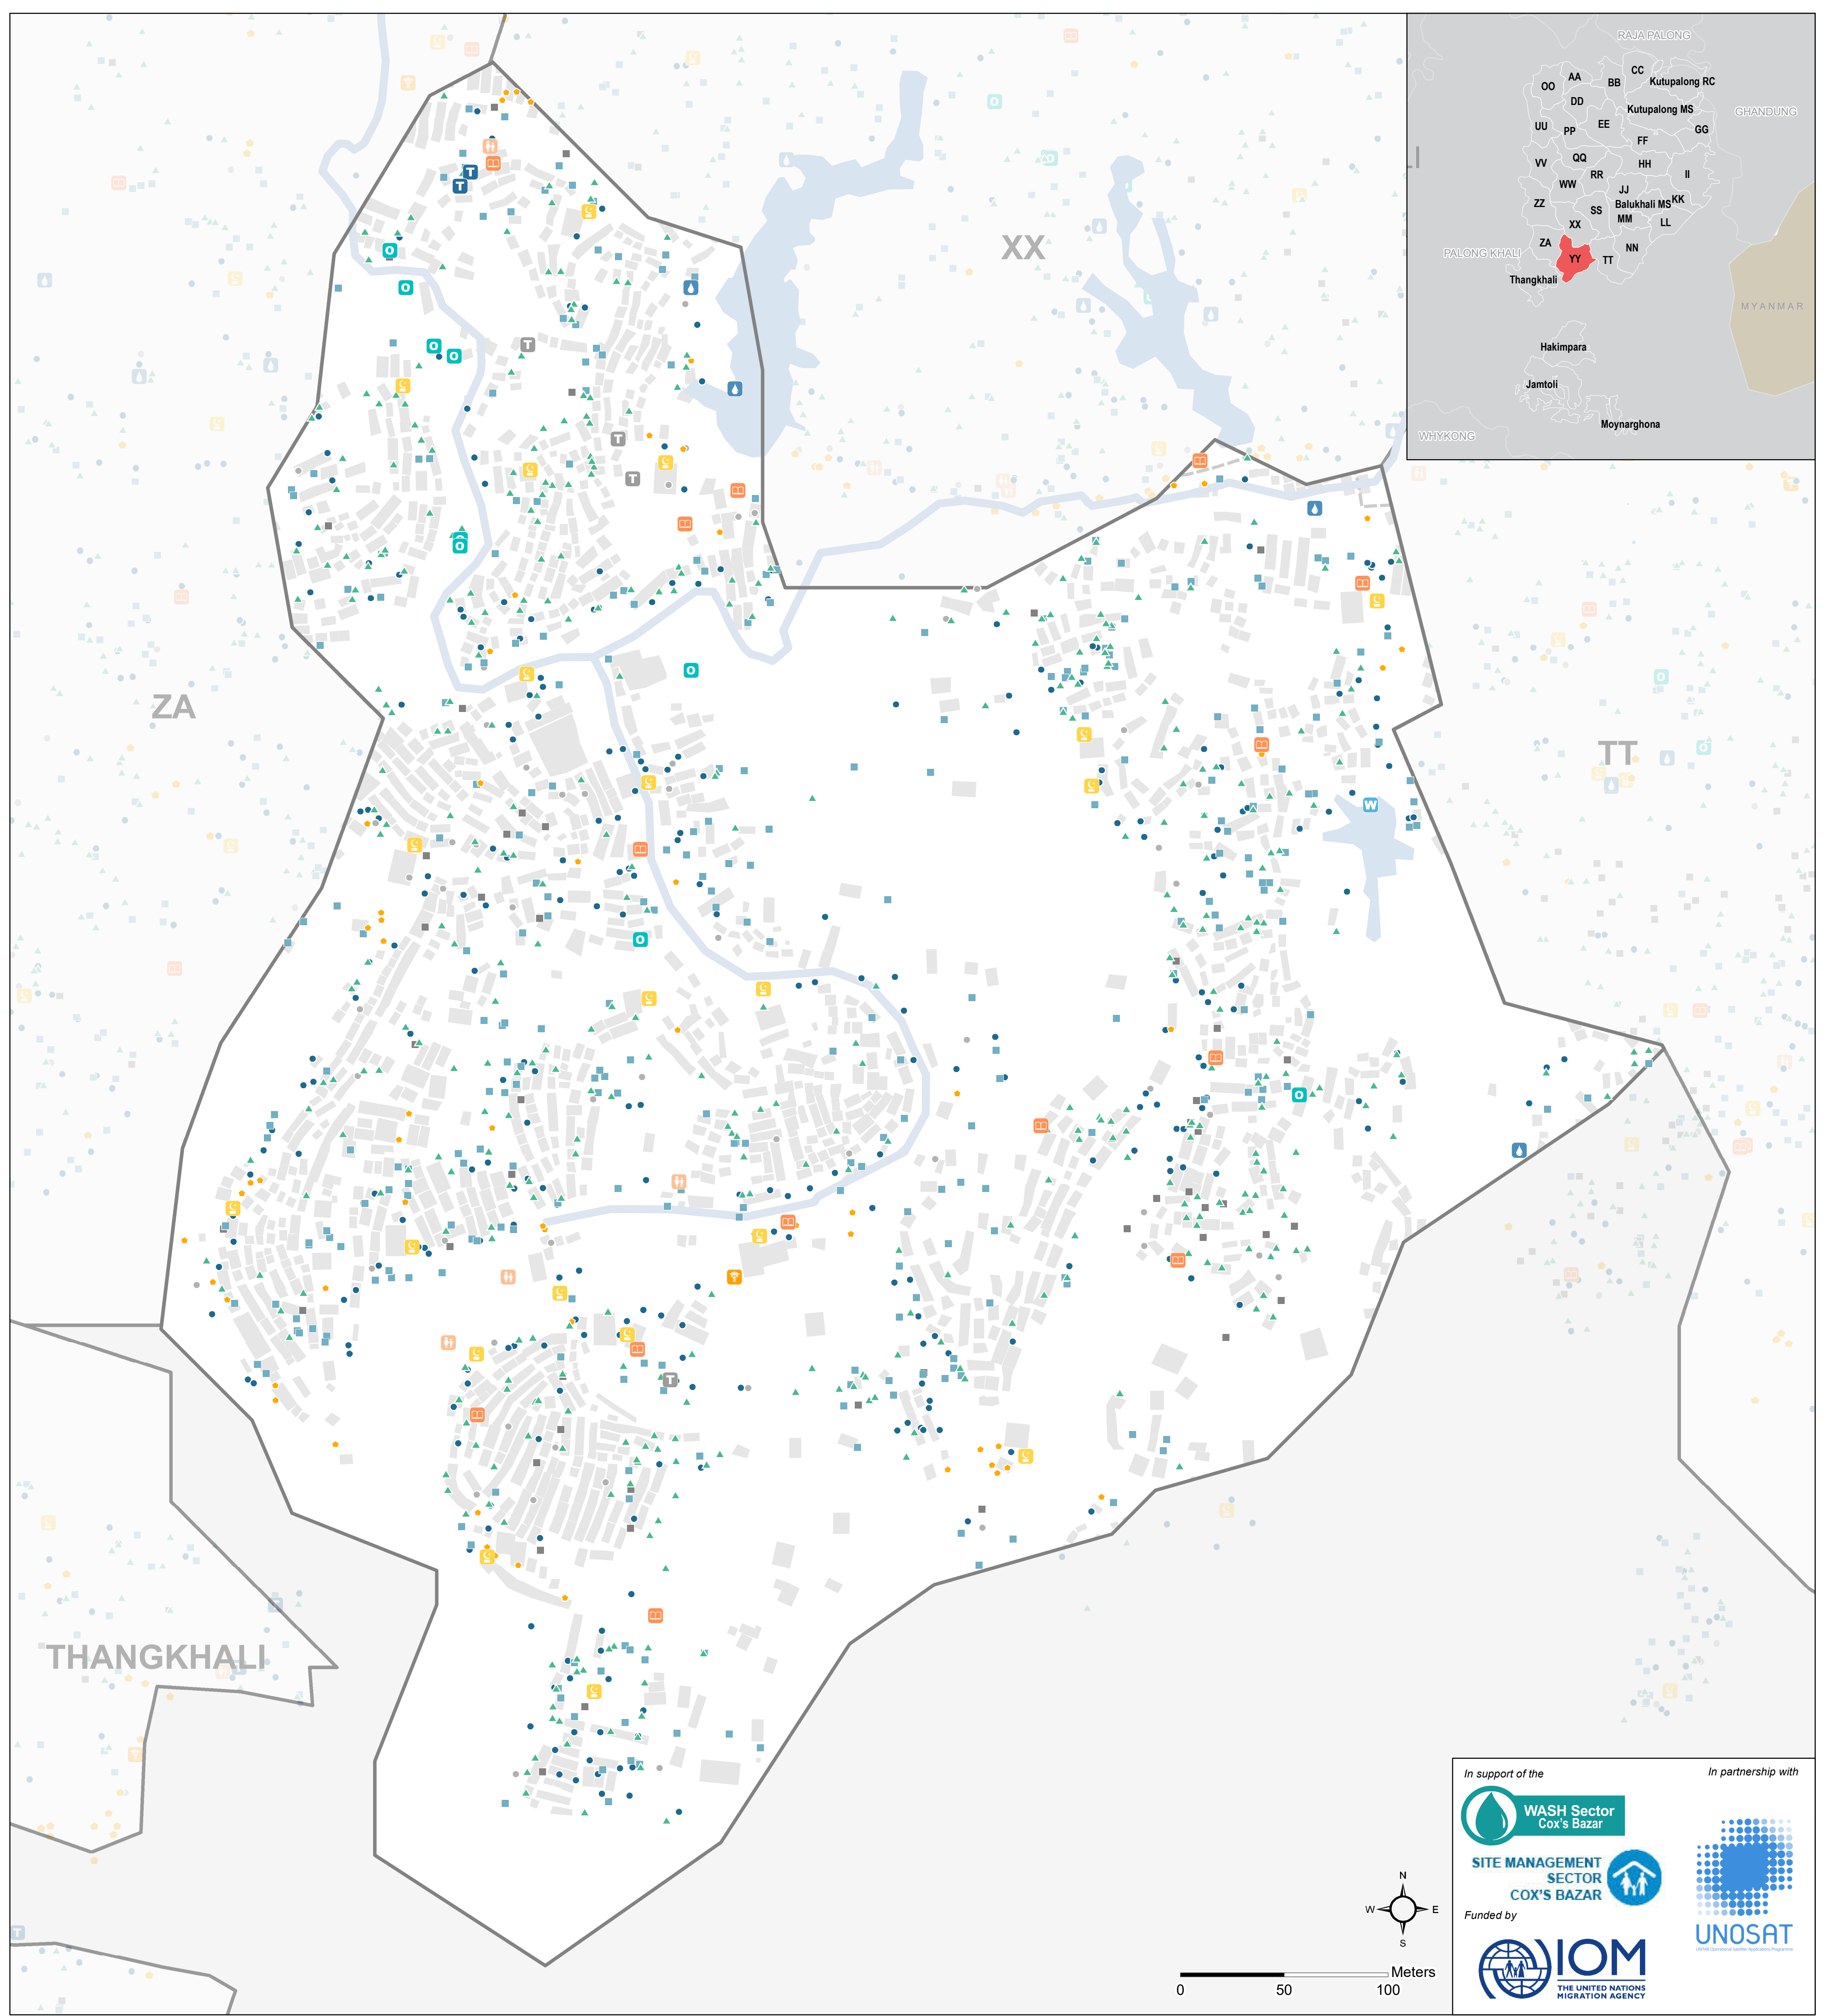 RAJA PALONG
CC
AA
BB
Kutupalong RC
OO
DD
Kutupalong MS
GHANDUNG
UU
PP
EE
GG
FF
QQ
VV
HH
RR
II
WW
JJ
KK
ZZ
Balukhali MS
SS
MM
LL
XX
ZA
NN
PALONG KHALI
YY
TT
Thangkhali
MYANMAR
Hakimpara
Jamtoli
Moynarghona
WHYKONG
LI
XX
ZA
TT
THANGKHALI
N
W
E
S
Meters
0
50
100
In support of the
In partnership with
WASH Sector
Cox's Bazar
SITE MANAGEMENT
SECTOR
COX'S BAZAR
Funded by
UNOSAT
IOM
THE UNITED NATIONS
MIGRATION AGENCY